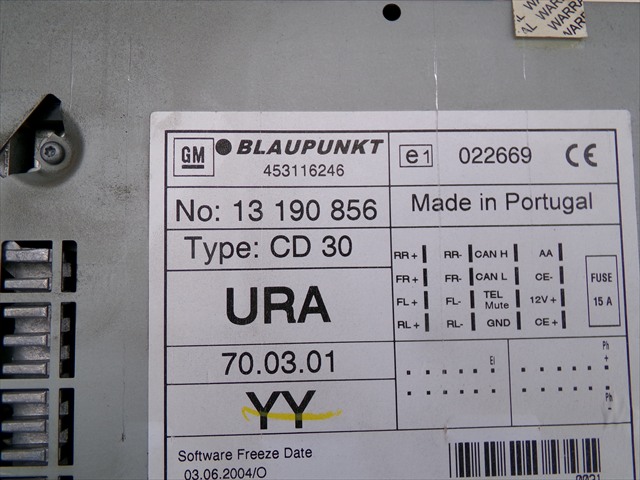 WARRA
GM BLAUPUNKT
453116246
e1 022669 CE
No: 13 190 856
Made in Portugal
Type: CD 30
RR+ RR- CAN H AA
FR+ FR- CAN L CE-
FL+ FL- TEL Mute 12V+
RL+ RL- GND CE+
FUSE
15 A
URA
70.03.01
YY
Ph
+
-
Software Freeze Date
03.06.2004/O